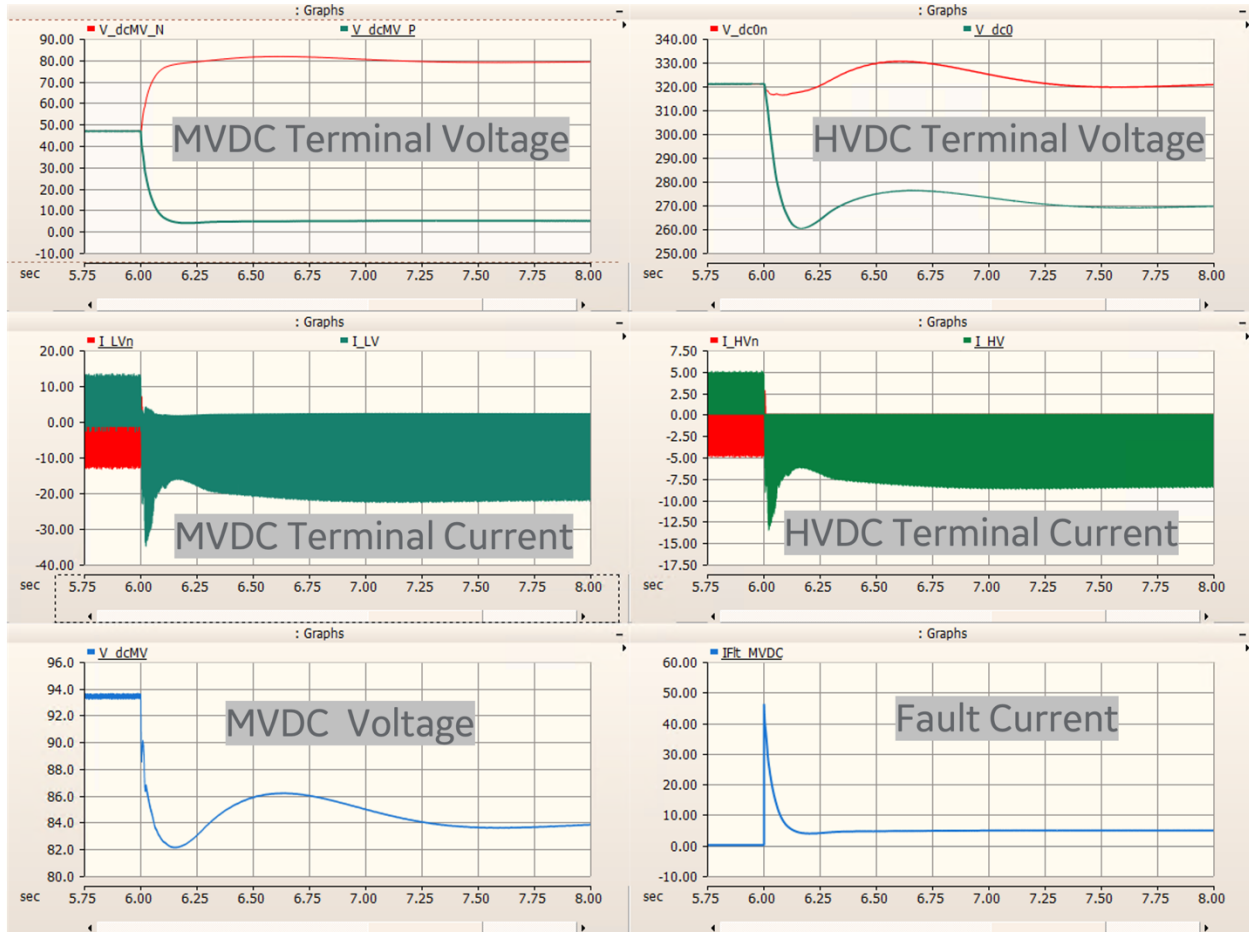 : Graphs
V_dcMV_N V_dcMV_P
90.00
80.00
70.00
60.00
50.00
40.00
30.00
20.00
10.00
0.00
-10.00
MVDC Terminal Voltage
sec 5.75 6.00 6.25 6.50 6.75 7.00 7.25 7.50 7.75 8.00
: Graphs
V_dc0n V_dc0
340.00
330.00
320.00
310.00
300.00
290.00
280.00
270.00
260.00
250.00
HVDC Terminal Voltage
sec 5.75 6.00 6.25 6.50 6.75 7.00 7.25 7.50 7.75 8.00
: Graphs
I_LVn I_LV
20.00
10.00
0.00
-10.00
-20.00
-30.00
-40.00
MVDC Terminal Current
sec 5.75 6.00 6.25 6.50 6.75 7.00 7.25 7.50 7.75 8.00
: Graphs
I_HVn I_HV
7.50
5.00
2.50
0.00
-2.50
-5.00
-7.50
-10.00
-12.50
-15.00
-17.50
HVDC Terminal Current
sec 5.75 6.00 6.25 6.50 6.75 7.00 7.25 7.50 7.75 8.00
: Graphs
V_dcMV
96.0
94.0
92.0
90.0
88.0
86.0
84.0
82.0
80.0
MVDC Voltage
sec 5.75 6.00 6.25 6.50 6.75 7.00 7.25 7.50 7.75 8.00
: Graphs
IFlt_MVDC
60.00
50.00
40.00
30.00
20.00
10.00
0.00
-10.00
Fault Current
sec 5.75 6.00 6.25 6.50 6.75 7.00 7.25 7.50 7.75 8.00